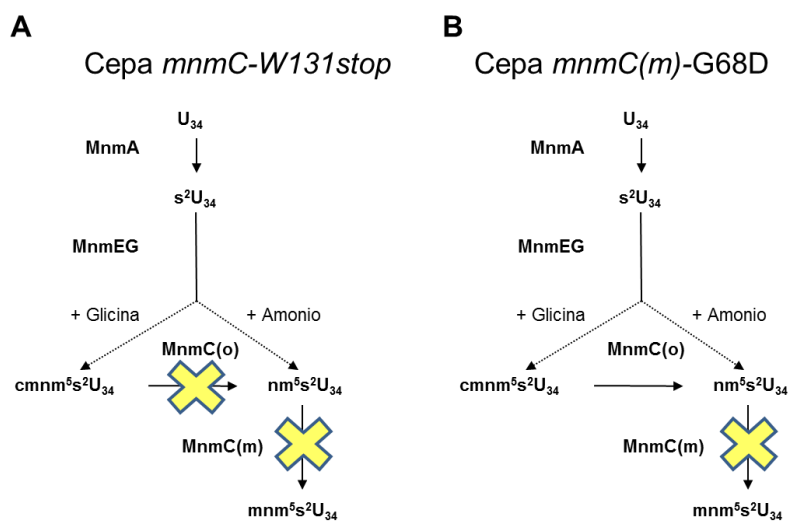 A
Cepa mnmC-W131stop
U34
MnmA
s2U34
MnmEG
+ Glicina
+ Amonio
MnmC(o)
cmnm5s2U34
nm5s2U34
MnmC(m)
mnm5s2U34
B
Cepa mnmC(m)-G68D
U34
MnmA
s2U34
MnmEG
+ Glicina
+ Amonio
MnmC(o)
cmnm5s2U34
nm5s2U34
MnmC(m)
mnm5s2U34